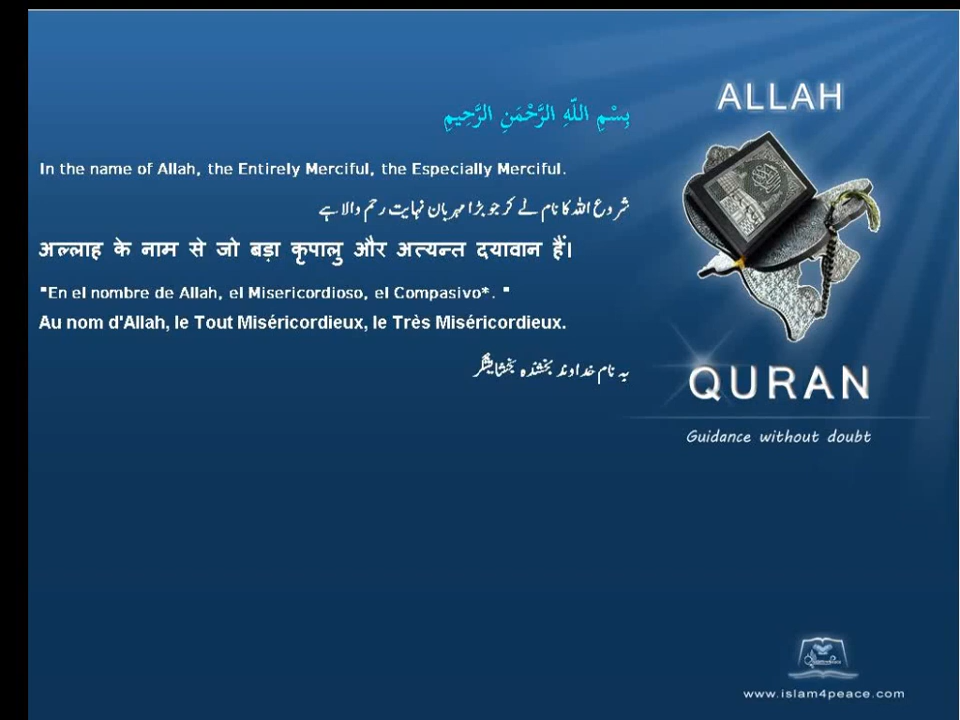 بِسْمِ اللَّهِ الرَّحْمَنِ الرَّحِيمِ
In the name of Allah, the Entirely Merciful, the Especially Merciful.
شروع اللہ کا نام لے کر جو بڑا مہربان نہایت رحم والا ہے
अल्लाह के नाम से जो बड़ा कृपालु और अत्यन्त दयावान हैं।
"En el nombre de Allah, el Misericordioso, el Compasivo*. "
Au nom d'Allah, le Tout Miséricordieux, le Très Miséricordieux.
به نام خداوند بخشنده بخشایشگر
ALLAH
QURAN
Guidance without doubt
www.islam4peace.com